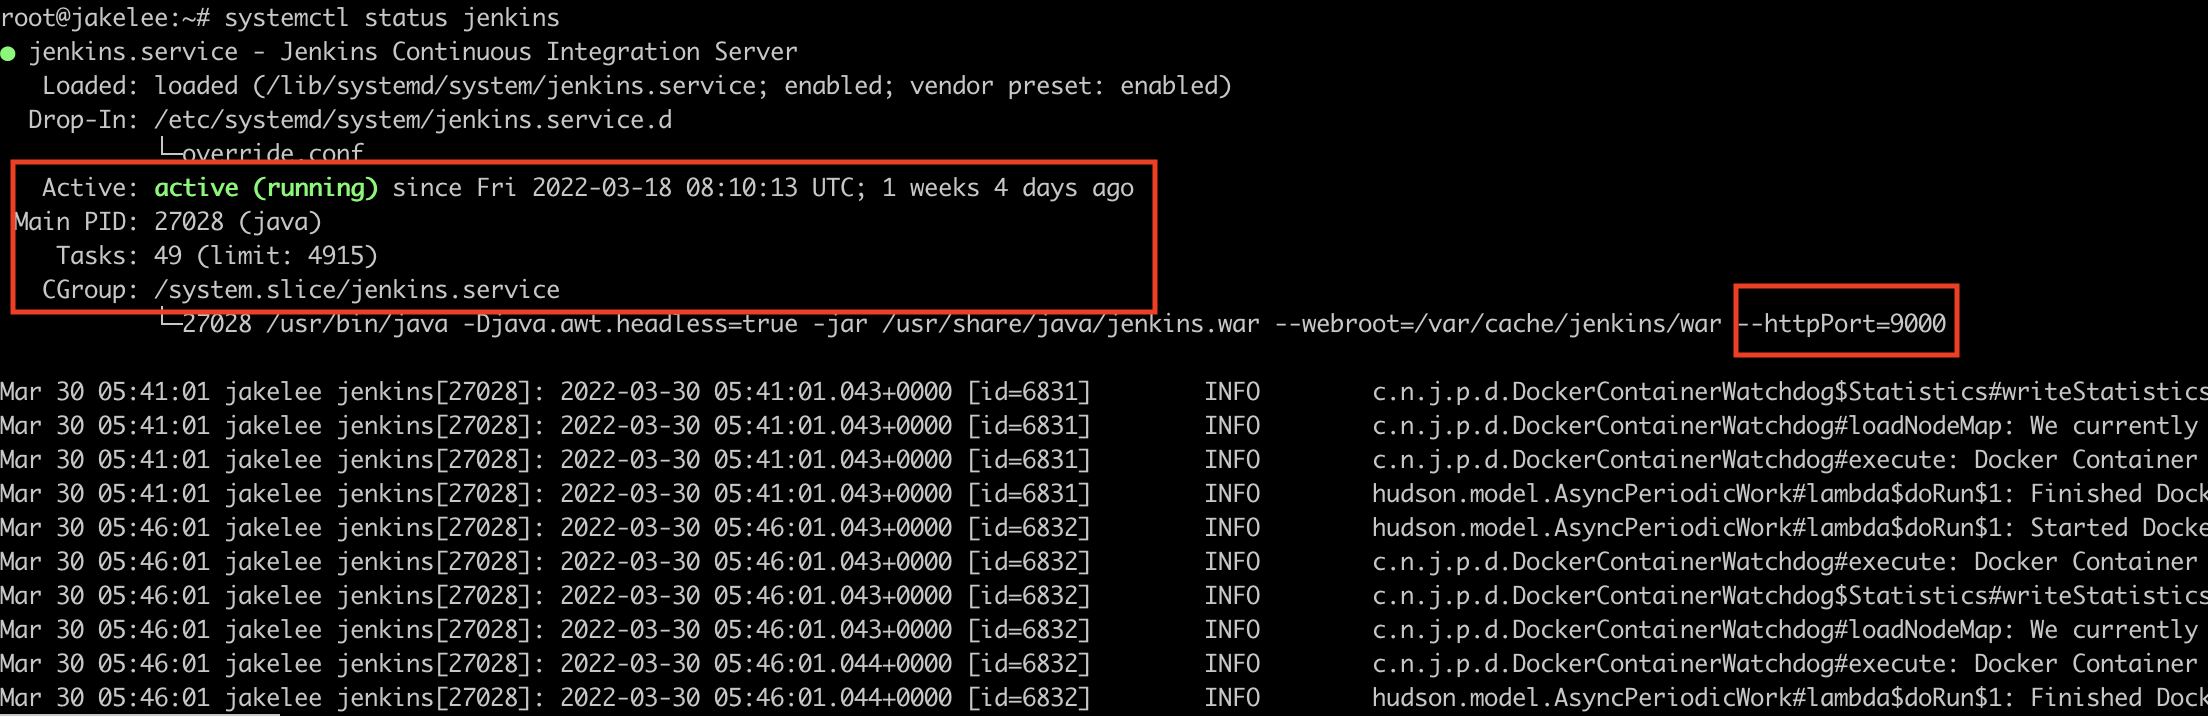 root@jakelee:~# systemctl status jenkins
● jenkins.service - Jenkins Continuous Integration Server
   Loaded: loaded (/lib/systemd/system/jenkins.service; enabled; vendor preset: enabled)
  Drop-In: /etc/systemd/system/jenkins.service.d
           └─override.conf
   Active: active (running) since Fri 2022-03-18 08:10:13 UTC; 1 weeks 4 days ago
 Main PID: 27028 (java)
    Tasks: 49 (limit: 4915)
   CGroup: /system.slice/jenkins.service
           └─27028 /usr/bin/java -Djava.awt.headless=true -jar /usr/share/java/jenkins.war --webroot=/var/cache/jenkins/war --httpPort=9000
Mar 30 05:41:01 jakelee jenkins[27028]: 2022-03-30 05:41:01.043+0000 [id=6831]        INFO        c.n.j.p.d.DockerContainerWatchdog$Statistics#writeStatistics
Mar 30 05:41:01 jakelee jenkins[27028]: 2022-03-30 05:41:01.043+0000 [id=6831]        INFO        c.n.j.p.d.DockerContainerWatchdog#loadNodeMap: We currently
Mar 30 05:41:01 jakelee jenkins[27028]: 2022-03-30 05:41:01.043+0000 [id=6831]        INFO        c.n.j.p.d.DockerContainerWatchdog#execute: Docker Container
Mar 30 05:41:01 jakelee jenkins[27028]: 2022-03-30 05:41:01.043+0000 [id=6831]        INFO        hudson.model.AsyncPeriodicWork#lambda$doRun$1: Finished Dock
Mar 30 05:46:01 jakelee jenkins[27028]: 2022-03-30 05:46:01.043+0000 [id=6832]        INFO        hudson.model.AsyncPeriodicWork#lambda$doRun$1: Started Docke
Mar 30 05:46:01 jakelee jenkins[27028]: 2022-03-30 05:46:01.043+0000 [id=6832]        INFO        c.n.j.p.d.DockerContainerWatchdog#execute: Docker Container
Mar 30 05:46:01 jakelee jenkins[27028]: 2022-03-30 05:46:01.043+0000 [id=6832]        INFO        c.n.j.p.d.DockerContainerWatchdog$Statistics#writeStatistics
Mar 30 05:46:01 jakelee jenkins[27028]: 2022-03-30 05:46:01.043+0000 [id=6832]        INFO        c.n.j.p.d.DockerContainerWatchdog#loadNodeMap: We currently
Mar 30 05:46:01 jakelee jenkins[27028]: 2022-03-30 05:46:01.044+0000 [id=6832]        INFO        c.n.j.p.d.DockerContainerWatchdog#execute: Docker Container
Mar 30 05:46:01 jakelee jenkins[27028]: 2022-03-30 05:46:01.044+0000 [id=6832]        INFO        hudson.model.AsyncPeriodicWork#lambda$doRun$1: Finished Dock